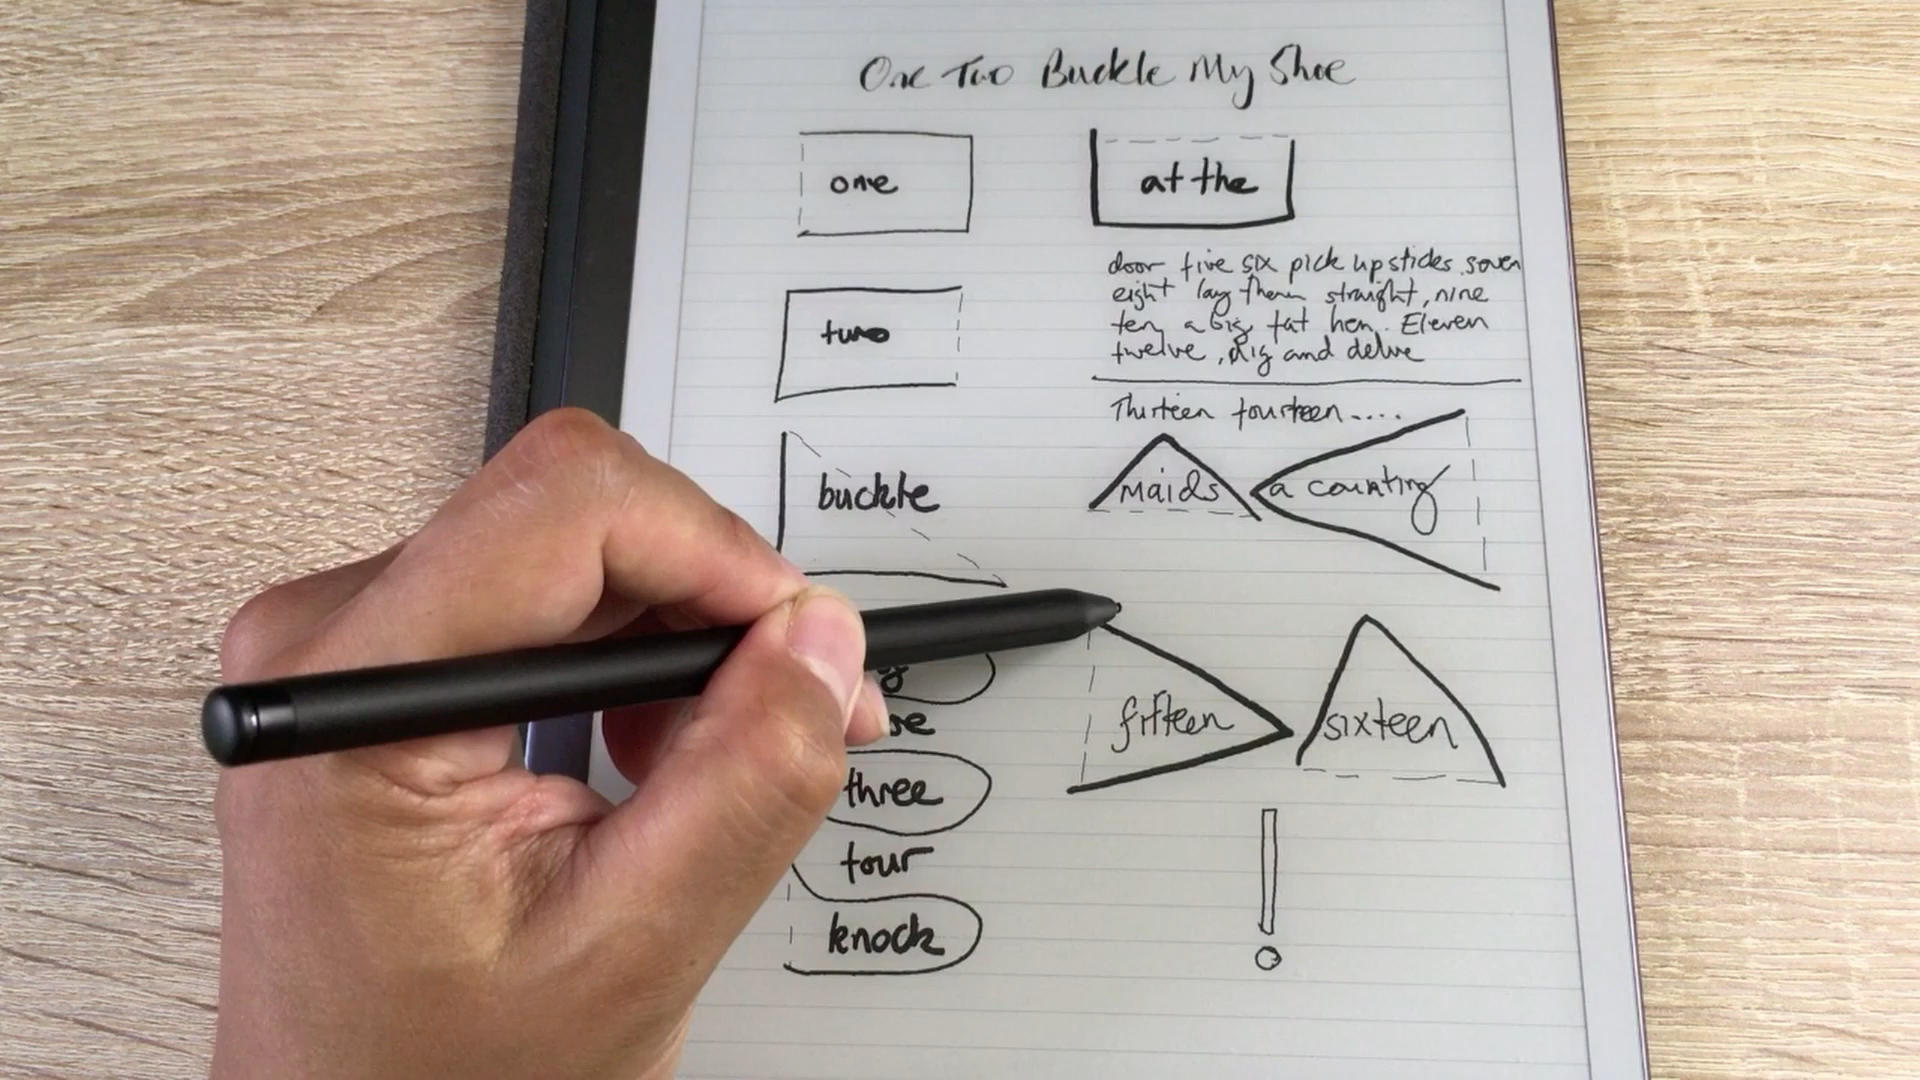 One Two Buckle My Shoe
one
two
buckle
three
four
knock
at the
door five six pick up sticks. seven
eight lay them straight, nine
ten, a big fat hen. Eleven
twelve, dig and delve
Thirteen fourteen....
maids
a counting
fifteen
sixteen
!